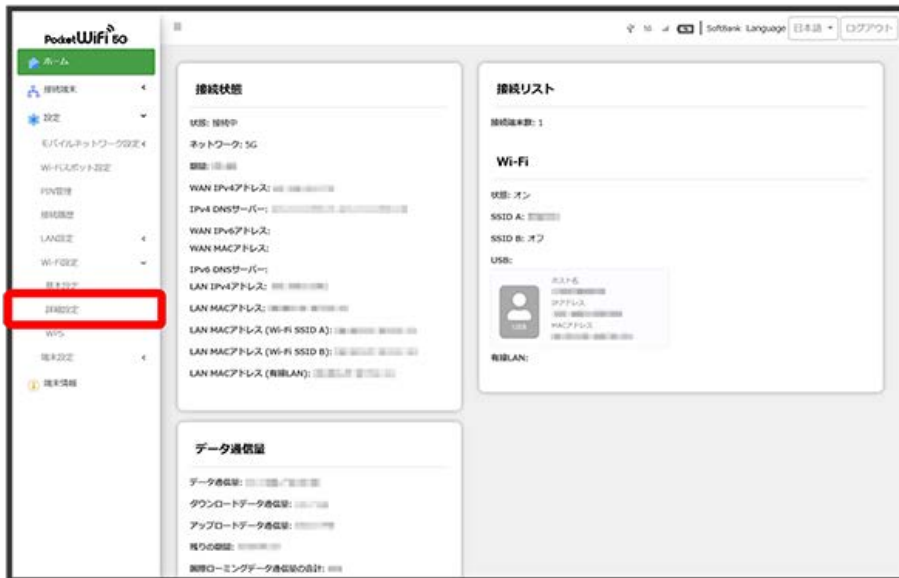 PocketWiFi 5G
5G
SoftBank
Language
日本語
ログアウト
ホーム
接続端末
設定
モバイルネットワーク設定
Wi-Fiスポット設定
PIN管理
接続履歴
LAN設定
Wi-Fi設定
基本設定
詳細設定
WPS
端末設定
端末情報
接続状態
状態: 接続中
ネットワーク: 5G
期間:
WAN IPv4アドレス:
IPv4 DNSサーバー:
WAN IPv6アドレス:
WAN MACアドレス:
IPv6 DNSサーバー:
LAN IPv4アドレス:
LAN MACアドレス:
LAN MACアドレス (Wi-Fi SSID A):
LAN MACアドレス (Wi-Fi SSID B):
LAN MACアドレス (有線LAN):
データ通信量
データ通信量:
ダウンロードデータ通信量:
アップロードデータ通信量:
残りの期間:
国際ローミングデータ通信量の合計:
接続リスト
接続端末数: 1
Wi-Fi
状態: オン
SSID A:
SSID B: オフ
USB:
USB
ホスト名
IPアドレス
MACアドレス
有線LAN: